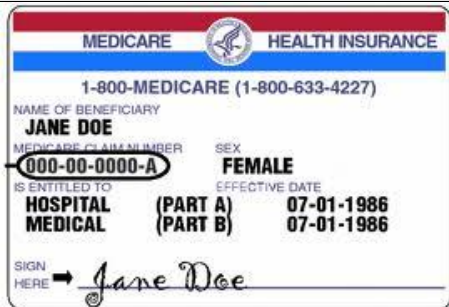 MEDICARE HEALTH INSURANCE
1-800-MEDICARE (1-800-633-4227)
NAME OF BENEFICIARY
JANE DOE
MEDICARE CLAIM NUMBER SEX
000-00-0000-A FEMALE
IS ENTITLED TO EFFECTIVE DATE
HOSPITAL (PART A) 07-01-1986
MEDICAL (PART B) 07-01-1986
SIGN
HERE ➡ Jane Doe